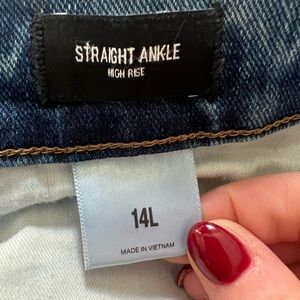 STRAIGHT ANKLE
HIGH RISE
14L
MADE IN VIETNAM